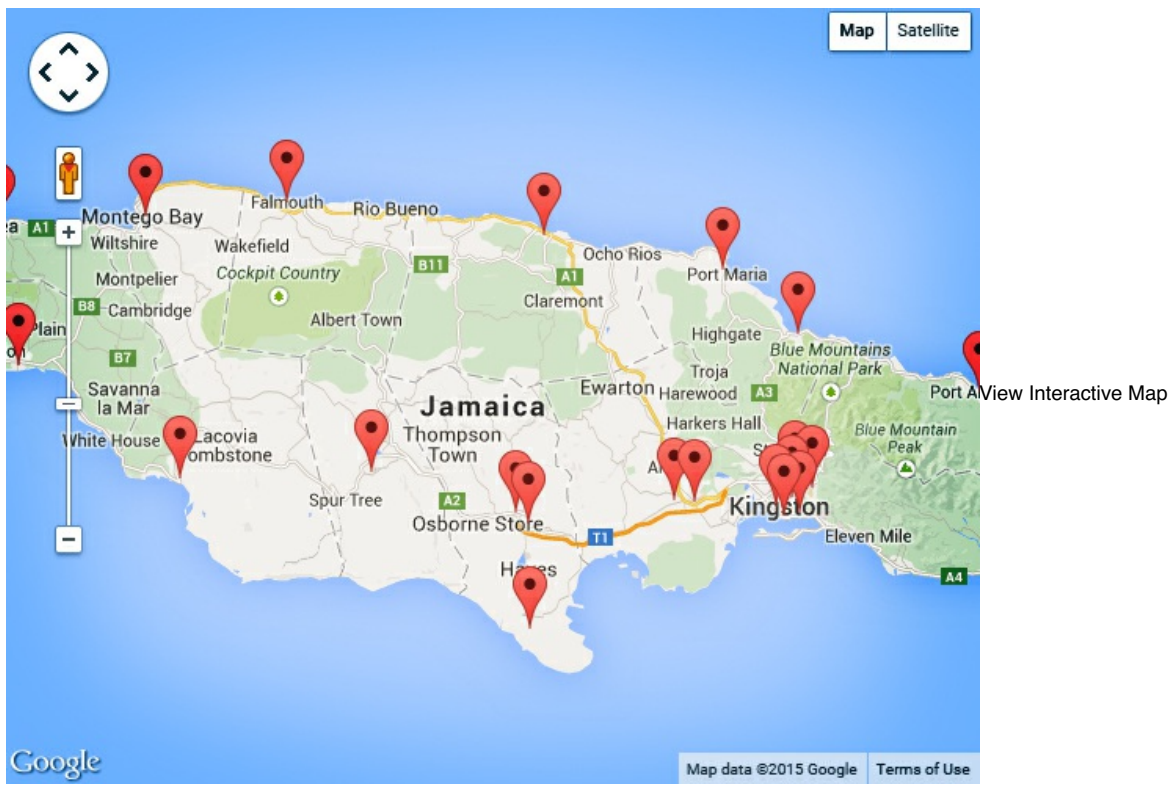 Map Satellite
Falmouth
Rio Bueno
Montego Bay
A1
Wiltshire
Wakefield
Ocho Rios
B11
Cockpit Country
Montpelier
A1
Port Maria
Claremont
B8 Cambridge
Albert Town
Plain
Highgate
Blue Mountains
National Park
B7
Troja
Savanna
la Mar
Ewarton
Harewood
A3
Port A
View Interactive Map
Jamaica
Harkers Hall
Thompson
Town
Blue Mountain
Peak
White House
Lacovia
ombstone
Spur Tree
A2
Osborne Store
Kingston
T1
Eleven Mile
Hayes
A4
Google
Map data ©2015 Google Terms of Use